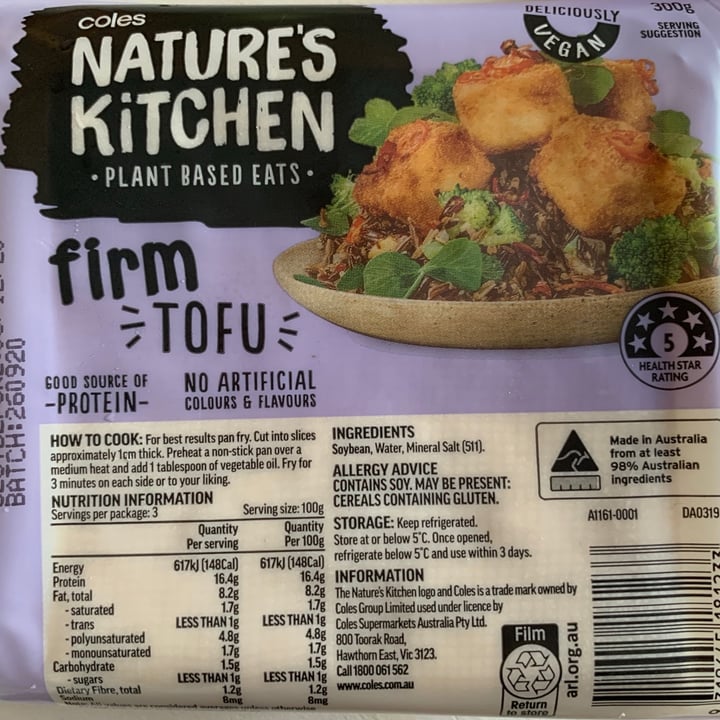 coles
NATURE'S
KiTCHEN
• PLANT BASED EATS •
DELICIOUSLY
VEGAN
300g
SERVING
SUGGESTION
firm
TOFU
GOOD SOURCE OF
-PROTEIN-
NO ARTIFICIAL
COLOURS & FLAVOURS
5
HEALTH STAR
RATING
BATCH:260920
HOW TO COOK: For best results pan fry. Cut into slices
approximately 1cm thick. Preheat a non-stick pan over a
medium heat and add 1 tablespoon of vegetable oil. Fry for
3 minutes on each side or to your liking.
NUTRITION INFORMATION
Servings per package: 3 Serving size: 100g
Quantity Quantity
Per serving Per 100g
Energy 617kJ (148Cal) 617kJ (148Cal)
Protein 16.4g 16.4g
Fat, total 8.2g 8.2g
- saturated 1.7g 1.7g
- trans LESS THAN 1g LESS THAN 1g
- polyunsaturated 4.8g 4.8g
- monounsaturated 1.7g 1.7g
Carbohydrate 1.5g 1.5g
- sugars LESS THAN 1g LESS THAN 1g
Dietary Fibre, total 1.2g 1.2g
Sodium 8mg 8mg
Note: All values are considered averages unless otherwise
INGREDIENTS
Soybean, Water, Mineral Salt (511).
ALLERGY ADVICE
CONTAINS SOY. MAY BE PRESENT:
CEREALS CONTAINING GLUTEN.
STORAGE: Keep refrigerated.
Store at or below 5°C. Once opened,
refrigerate below 5°C and use within 3 days.
INFORMATION
The Nature's Kitchen logo and Coles is a trade mark owned by
Coles Group Limited used under licence by
Coles Supermarkets Australia Pty Ltd.
800 Toorak Road,
Hawthorn East, Vic 3123.
Call 1800 061 562
www.coles.com.au
Made in Australia
from at least
98% Australian
ingredients
A1161-0001 DA0319
Film
Return
to store
arl.org.au